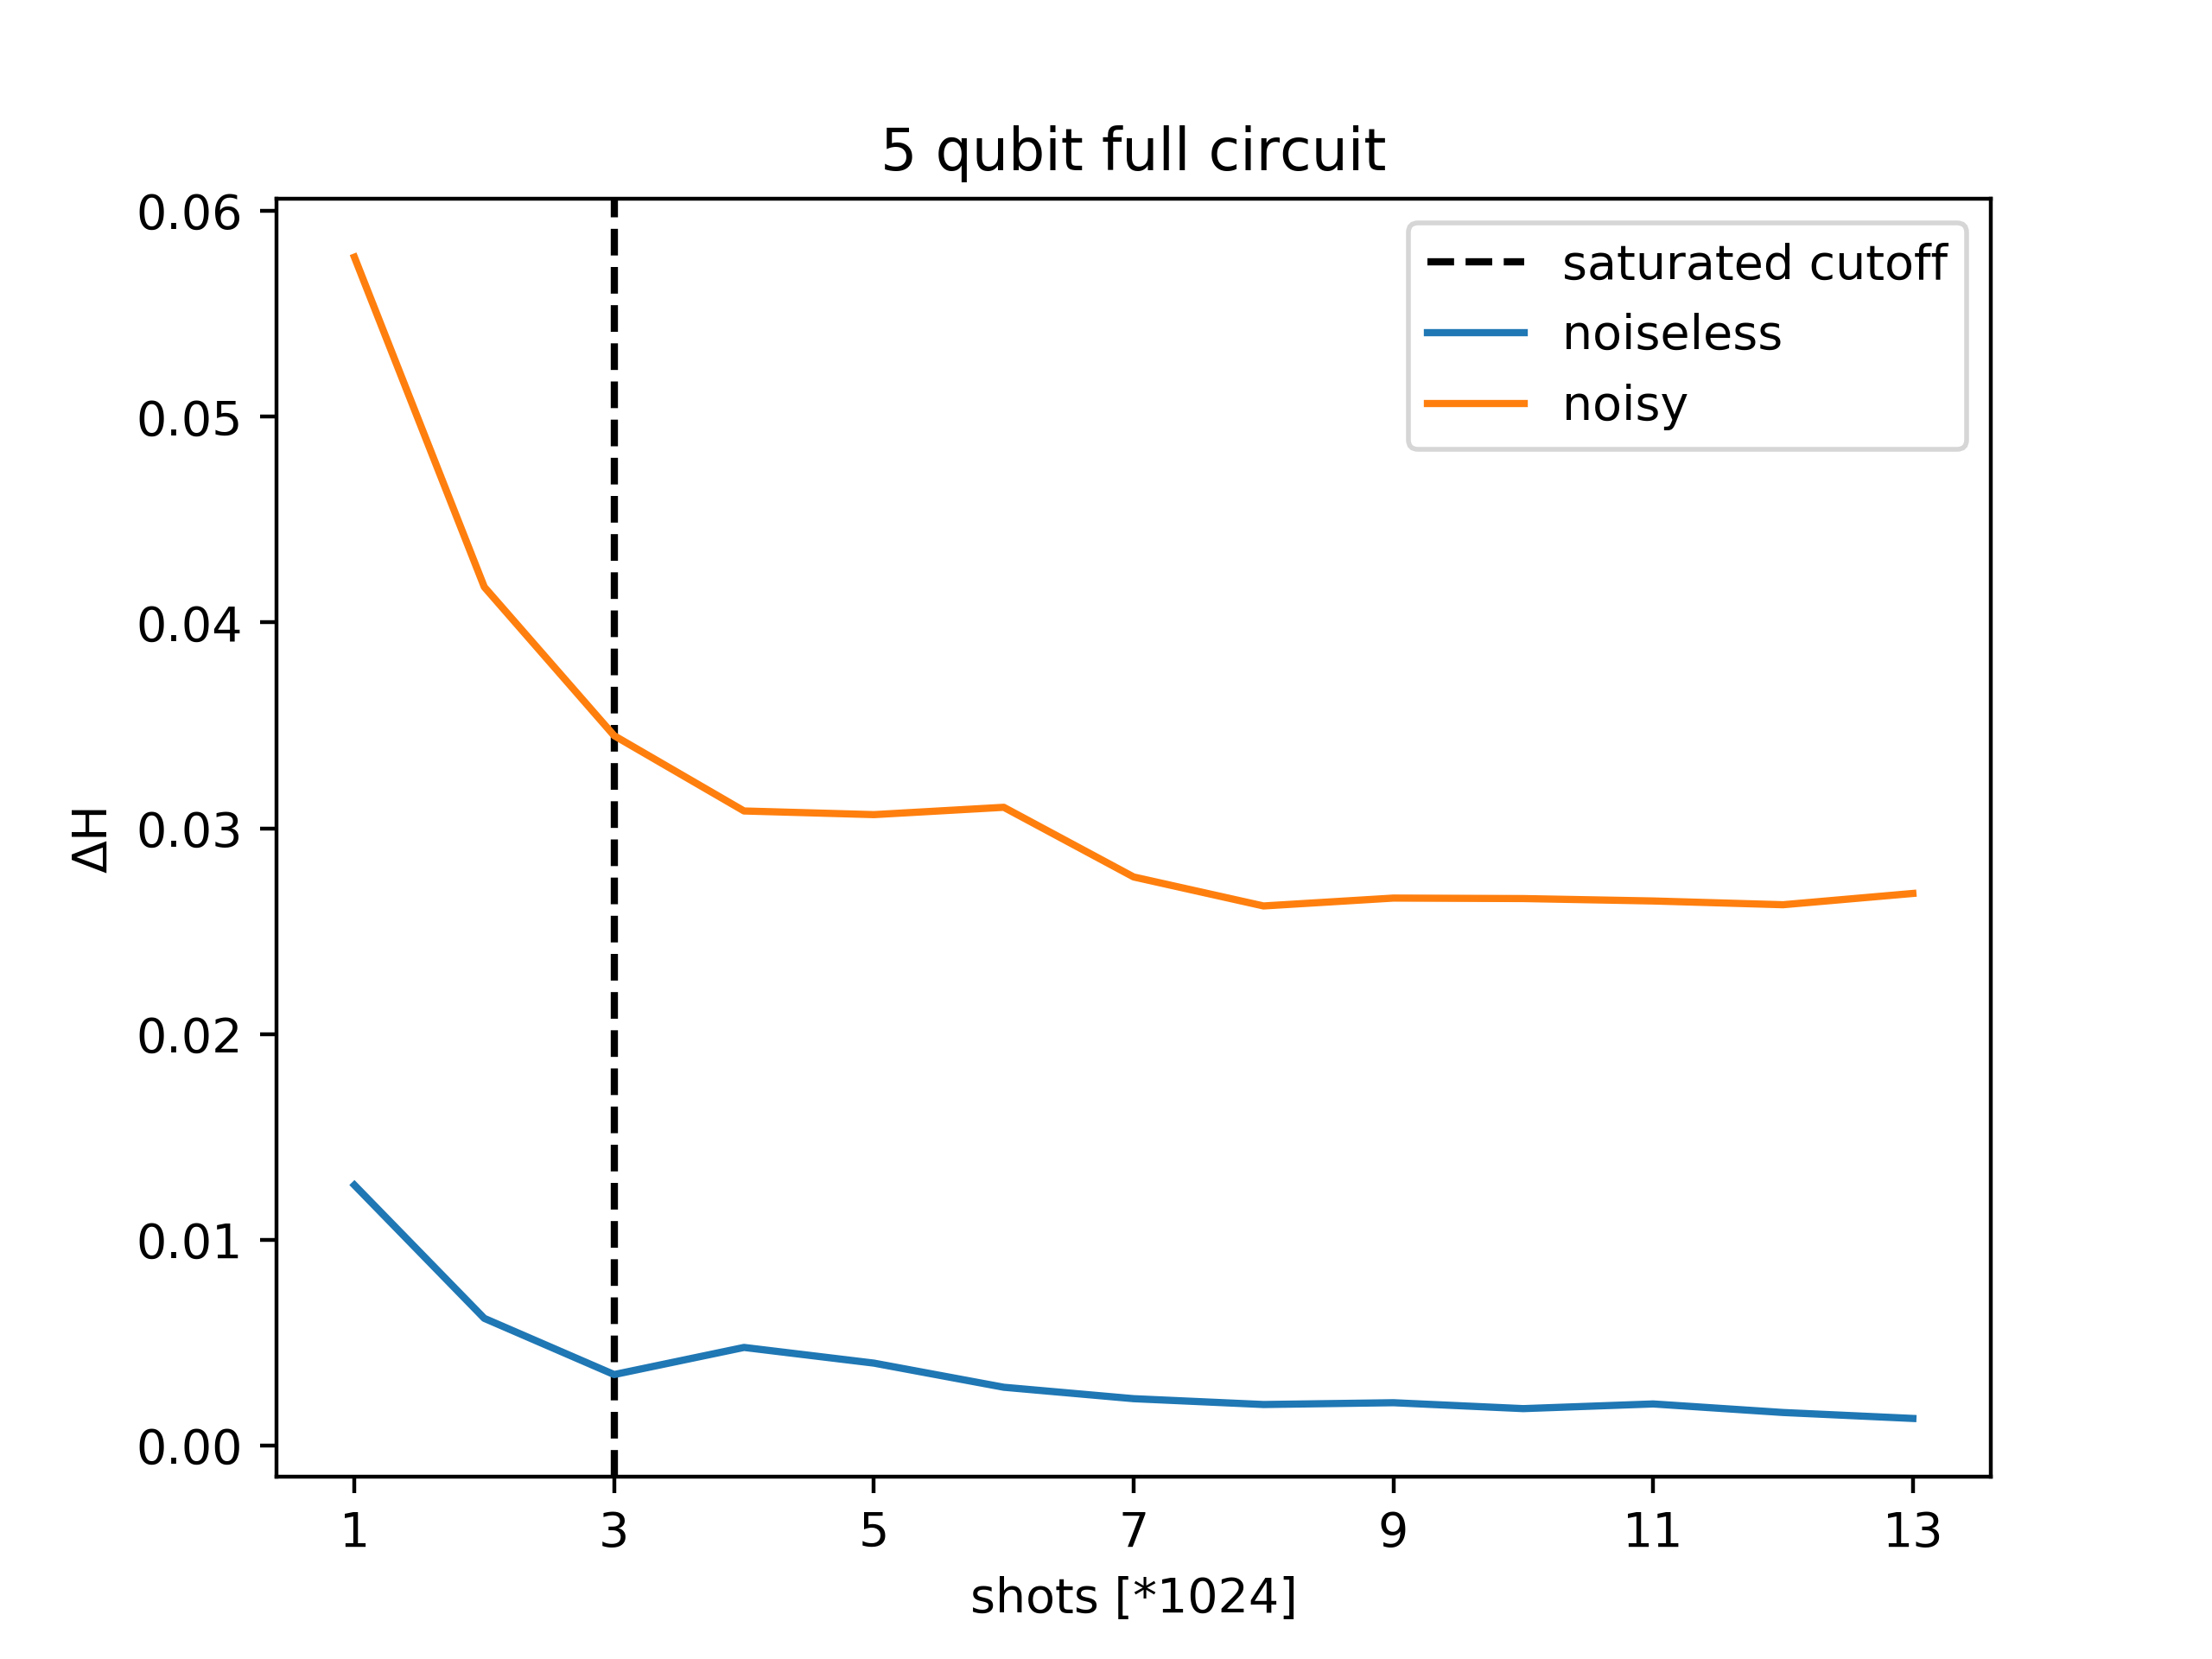 5 qubit full circuit
saturated cutoff
noiseless
noisy
0.06
0.05
0.04
0.03
0.02
0.01
0.00
ΔH
1 3 5 7 9 11 13
shots [*1024]